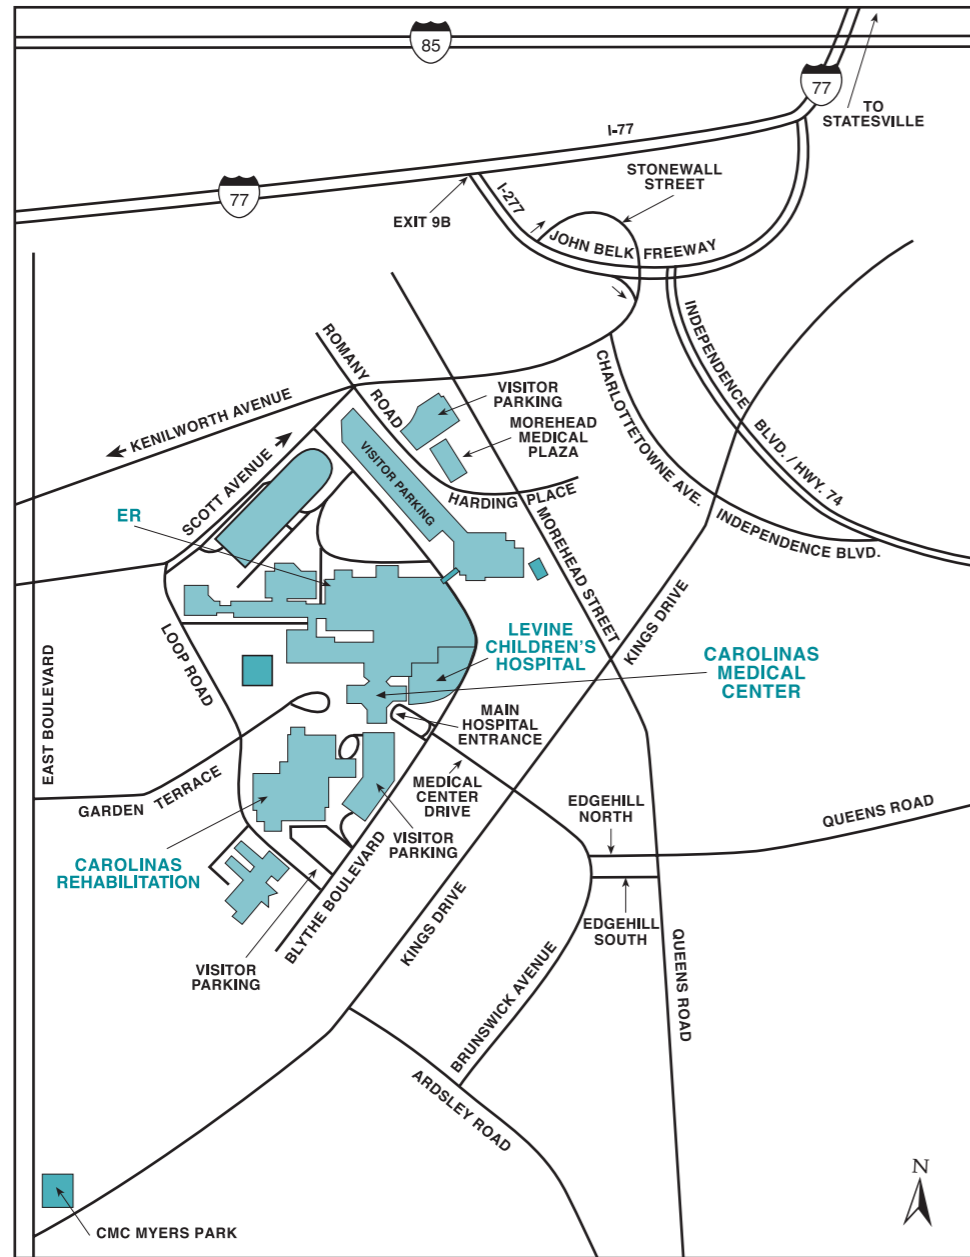 85
77
TO
STATESVILLE
I-77
STONEWALL
STREET
77
I-277
EXIT 9B
JOHN BELK FREEWAY
ROMANY
ROAD
INDEPENDENCE
BLVD. / HWY. 74
CHARLOTTETOWNE AVE.
KENILWORTH AVENUE
VISITOR
PARKING
MOREHEAD
MEDICAL
PLAZA
SCOTT AVENUE
VISITOR PARKING
HARDING PLACE
ER
MOREHEAD STREET
INDEPENDENCE BLVD.
KINGS DRIVE
LOOP ROAD
LEVINE
CHILDREN'S
HOSPITAL
CAROLINAS
MEDICAL
CENTER
EAST BOULEVARD
MAIN
HOSPITAL
ENTRANCE
GARDEN TERRACE
MEDICAL
CENTER
DRIVE
EDGEHILL
NORTH
QUEENS ROAD
VISITOR
PARKING
CAROLINAS
REHABILITATION
BLYTHE BOULEVARD
KINGS DRIVE
EDGEHILL
SOUTH
VISITOR
PARKING
QUEENS ROAD
BRUNSWICK AVENUE
ARDSLEY ROAD
N
CMC MYERS PARK